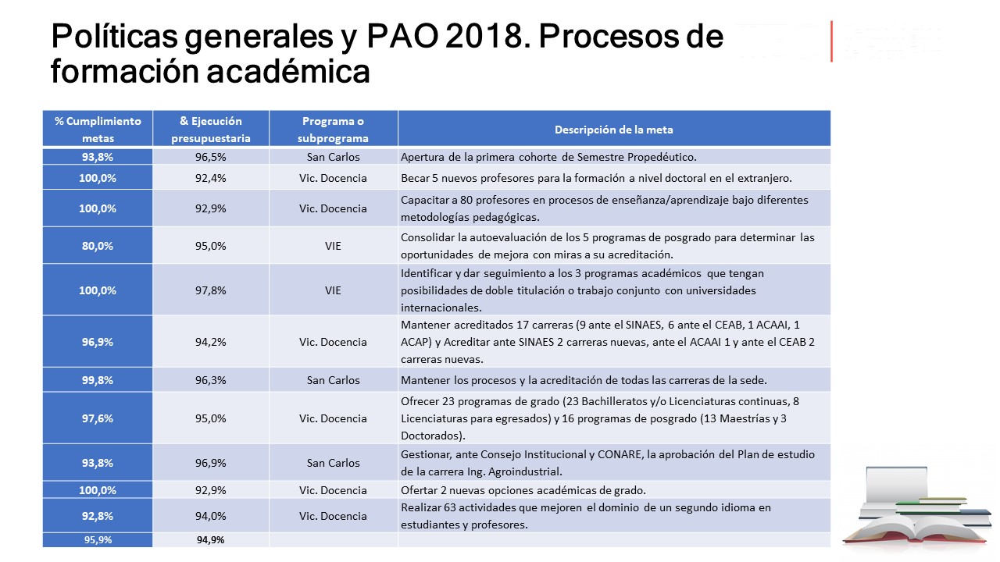 Políticas generales y PAO 2018. Procesos de
formación académica
% Cumplimiento metas & Ejecución presupuestaria Programa o subprograma Descripción de la meta
93,8% 96,5% San Carlos Apertura de la primera cohorte de Semestre Propedéutico.
100,0% 92,4% Vic. Docencia Becar 5 nuevos profesores para la formación a nivel doctoral en el extranjero.
100,0% 92,9% Vic. Docencia Capacitar a 80 profesores en procesos de enseñanza/aprendizaje bajo diferentes
metodologías pedagógicas.
80,0% 95,0% VIE Consolidar la autoevaluación de los 5 programas de posgrado para determinar las
oportunidades de mejora con miras a su acreditación.
100,0% 97,8% VIE Identificar y dar seguimiento a los 3 programas académicos que tengan
posibilidades de doble titulación o trabajo conjunto con universidades
internacionales.
96,9% 94,2% Vic. Docencia Mantener acreditados 17 carreras (9 ante el SINAES, 6 ante el CEAB, 1 ACAAI, 1
ACAP) y Acreditar ante SINAES 2 carreras nuevas, ante el ACAAI 1 y ante el CEAB 2
carreras nuevas.
99,8% 96,3% San Carlos Mantener los procesos y la acreditación de todas las carreras de la sede.
97,6% 95,0% Vic. Docencia Ofrecer 23 programas de grado (23 Bachilleratos y/o Licenciaturas continuas, 8
Licenciaturas para egresados) y 16 programas de posgrado (13 Maestrías y 3
Doctorados).
93,8% 96,9% San Carlos Gestionar, ante Consejo Institucional y CONARE, la aprobación del Plan de estudio
de la carrera Ing. Agroindustrial.
100,0% 92,9% Vic. Docencia Ofertar 2 nuevas opciones académicas de grado.
92,8% 94,0% Vic. Docencia Realizar 63 actividades que mejoren el dominio de un segundo idioma en
estudiantes y profesores.
95,9% 94,9%